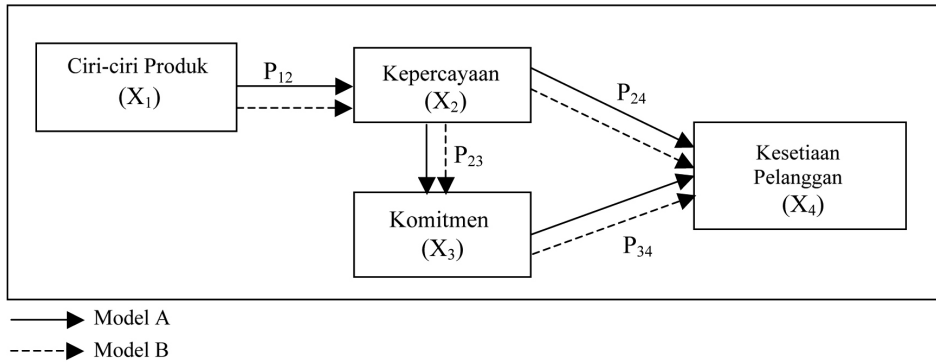 Ciri-ciri Produk
(X₁)
P₁₂
Kepercayaan
(X₂)
P₂₄
P₂₃
Kesetiaan
Pelanggan
(X₄)
Komitmen
(X₃)
P₃₄
Model A
Model B